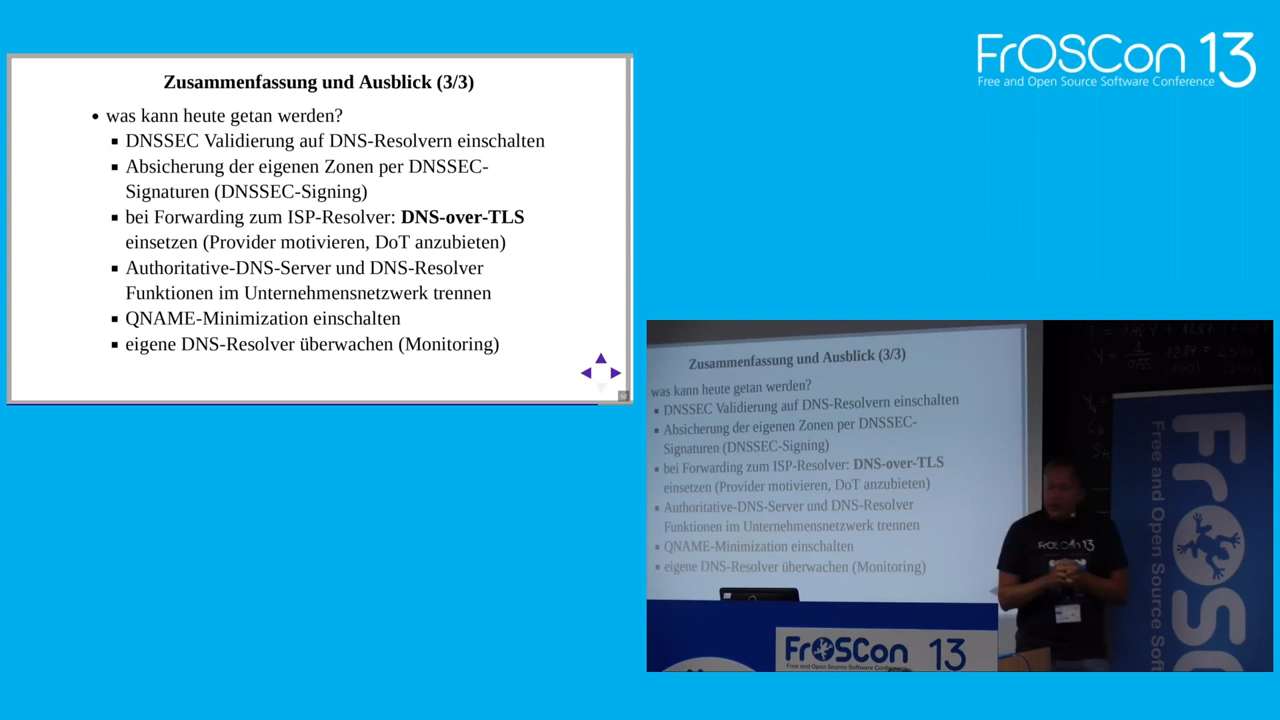 FrOSCon 13
Free and Open Source Software Conference
Zusammenfassung und Ausblick (3/3)
• was kann heute getan werden?
▪ DNSSEC Validierung auf DNS-Resolvern einschalten
▪ Absicherung der eigenen Zonen per DNSSEC-
Signaturen (DNSSEC-Signing)
▪ bei Forwarding zum ISP-Resolver: DNS-over-TLS
einsetzen (Provider motivieren, DoT anzubieten)
▪ Authoritative-DNS-Server und DNS-Resolver
Funktionen im Unternehmensnetzwerk trennen
▪ QNAME-Minimization einschalten
▪ eigene DNS-Resolver überwachen (Monitoring)
Zusammenfassung und Ausblick (3/3)
was kann heute getan werden?
▪ DNSSEC Validierung auf DNS-Resolvern einschalten
▪ Absicherung der eigenen Zonen per DNSSEC-
Signaturen (DNSSEC-Signing)
▪ bei Forwarding zum ISP-Resolver: DNS-over-TLS
einsetzen (Provider motivieren, DoT anzubieten)
▪ Authoritative-DNS-Server und DNS-Resolver
Funktionen im Unternehmensnetzwerk trennen
▪ QNAME-Minimization einschalten
▪ eigene DNS-Resolver überwachen (Monitoring)
FrOSCon 13
FrOSCon 13
Free and Open Source Software Conference
FrOSC
Free and Open Source Soft